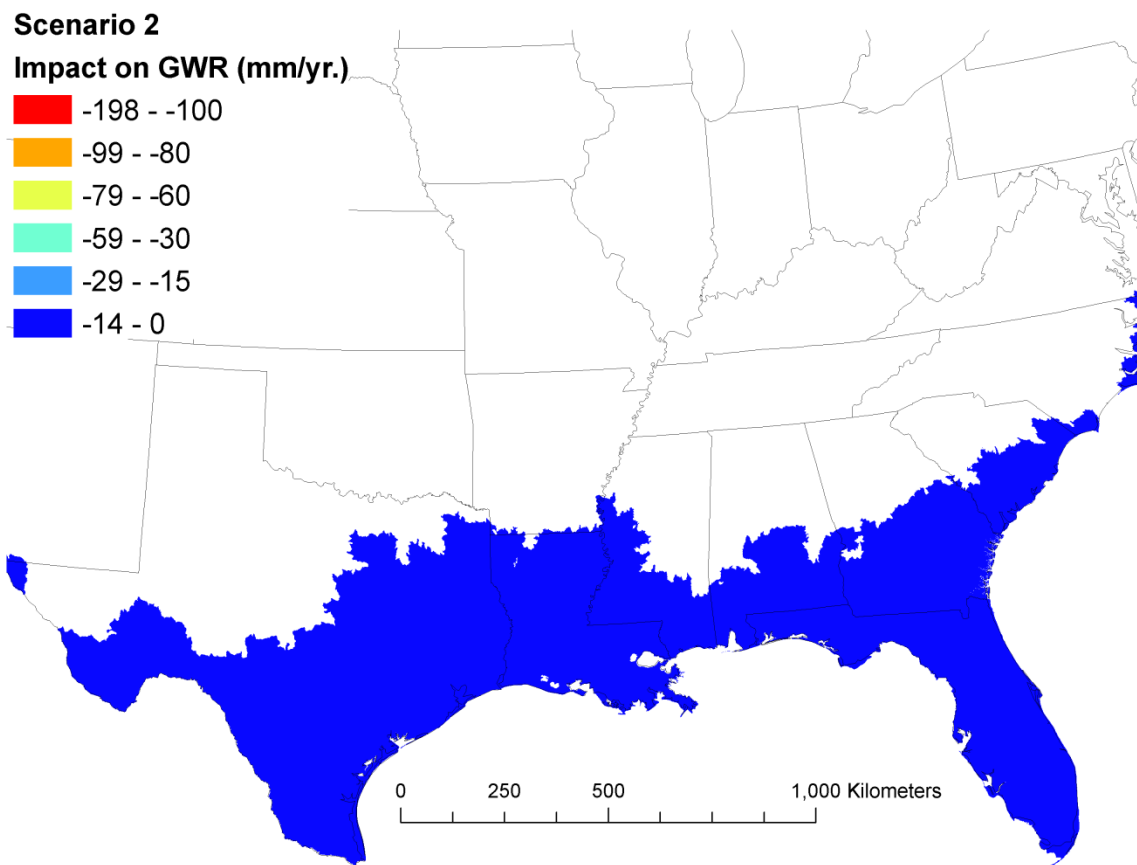 Scenario 2
Impact on GWR (mm/yr.)
-198 - -100
-99 - -80
-79 - -60
-59 - -30
-29 - -15
-14 - 0
0 250 500 1,000 Kilometers